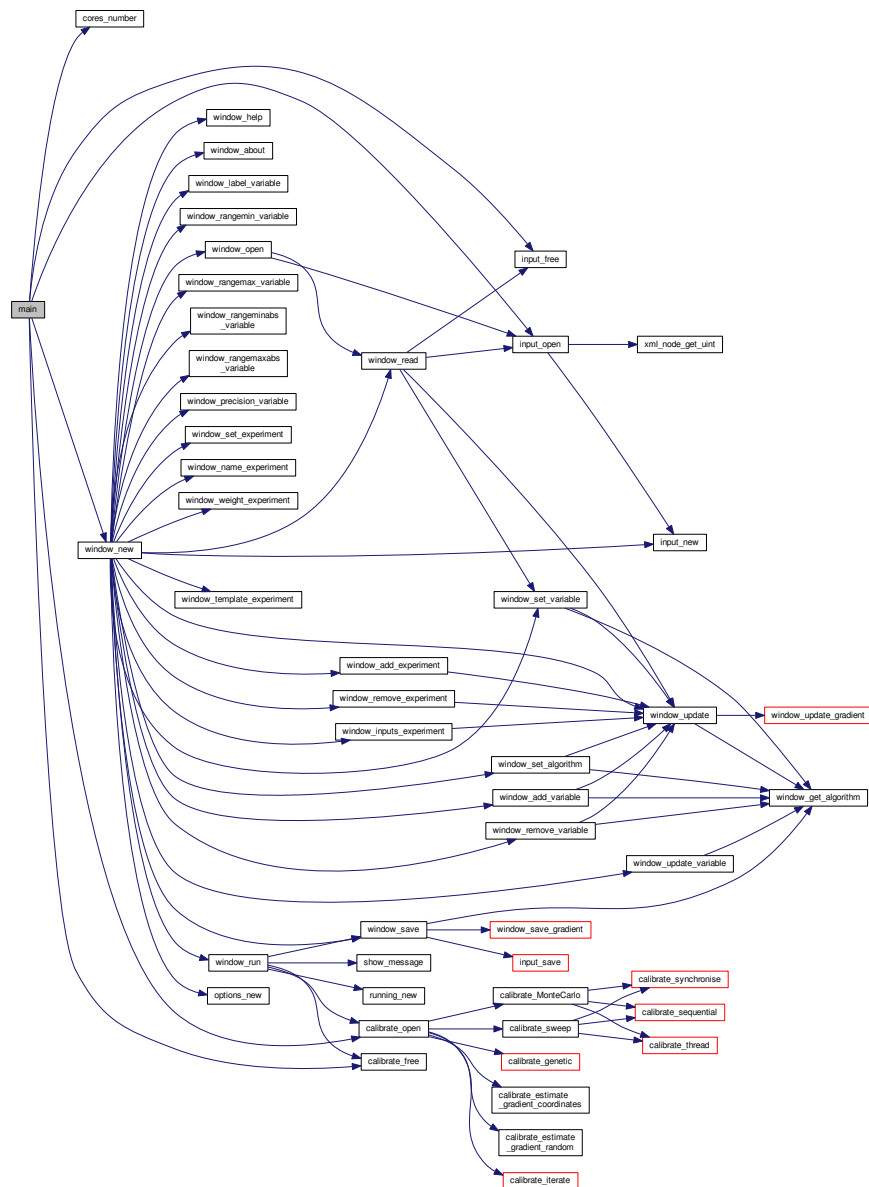 cores_number
window_help
window_about
window_label_variable
window_rangemin_variable
window_open
input_free
window_rangemax_variable
main
window_rangeminabs
_variable
input_open
xml_node_get_uint
window_rangemaxabs
_variable
window_read
window_precision_variable
window_set_experiment
window_name_experiment
window_weight_experiment
input_new
window_new
window_template_experiment
window_set_variable
window_add_experiment
window_remove_experiment
window_update
window_update_gradient
window_inputs_experiment
window_set_algorithm
window_add_variable
window_get_algorithm
window_remove_variable
window_update_variable
window_save
window_save_gradient
window_run
show_message
input_save
calibrate_synchronise
options_new
running_new
calibrate_MonteCarlo
calibrate_sequential
calibrate_open
calibrate_sweep
calibrate_thread
calibrate_free
calibrate_genetic
calibrate_estimate
_gradient_coordinates
calibrate_estimate
_gradient_random
calibrate_iterate